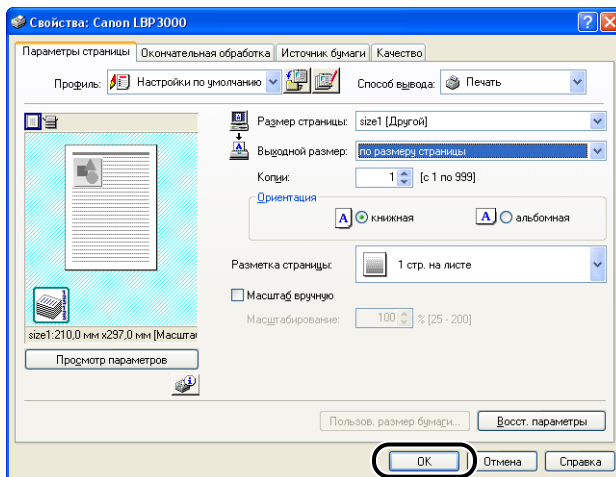 Свойства: Canon LBP3000
Параметры страницы Окончательная обработка Источник бумаги Качество
Профиль: Настройки по умолчанию Способ вывода: Печать
Размер страницы: size1 [Другой]
Выходной размер: по размеру страницы
Копии: 1 [с 1 по 999]
Ориентация
A книжная A альбомная
Разметка страницы: 1 стр. на листе
Масштаб вручную
Масштабирование: 100 % [25 - 200]
size1:210,0 мм x297,0 мм [Масшта
Просмотр параметров
Пользов. размер бумаги... Восст. параметры
OK Отмена Справка